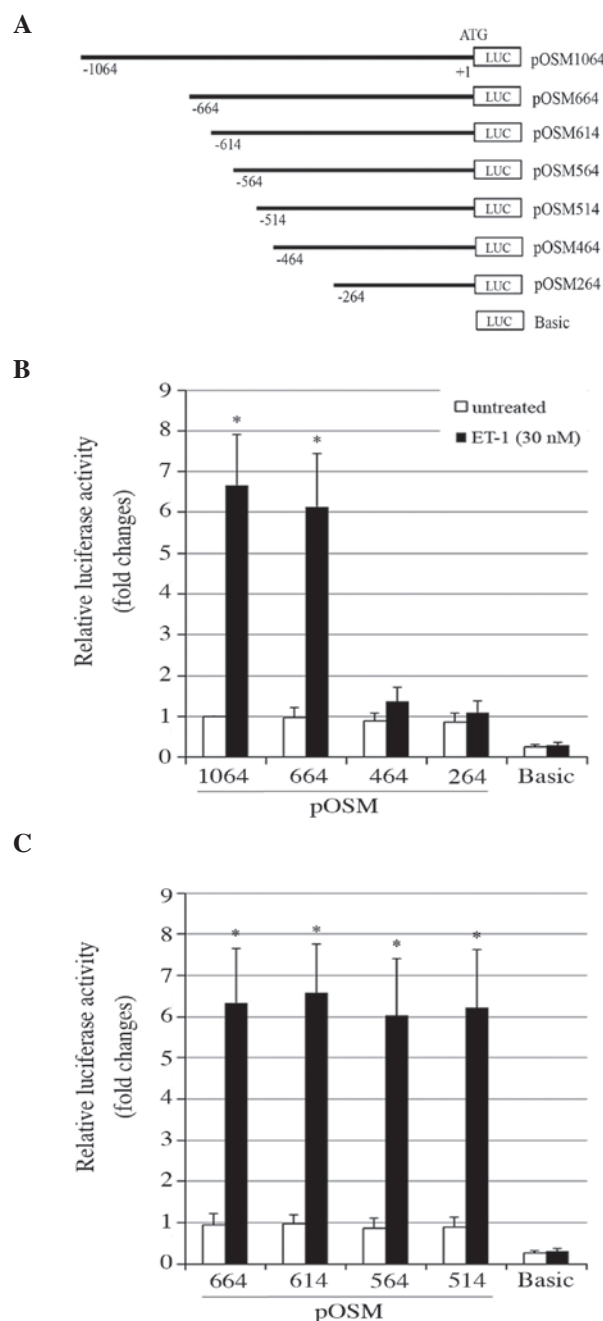 A
ATG
-1064
+1
LUC
pOSM1064
-664
LUC
pOSM664
-614
LUC
pOSM614
-564
LUC
pOSM564
-514
LUC
pOSM514
-464
LUC
pOSM464
-264
LUC
pOSM264
LUC
Basic
B
Relative luciferase activity
(fold changes)
9
8
7
6
5
4
3
2
1
0
untreated
ET-1 (30 nM)
*
*
1064 664 464 264 Basic
pOSM
C
Relative luciferase activity
(fold changes)
9
8
7
6
5
4
3
2
1
0
*
*
*
*
664 614 564 514 Basic
pOSM